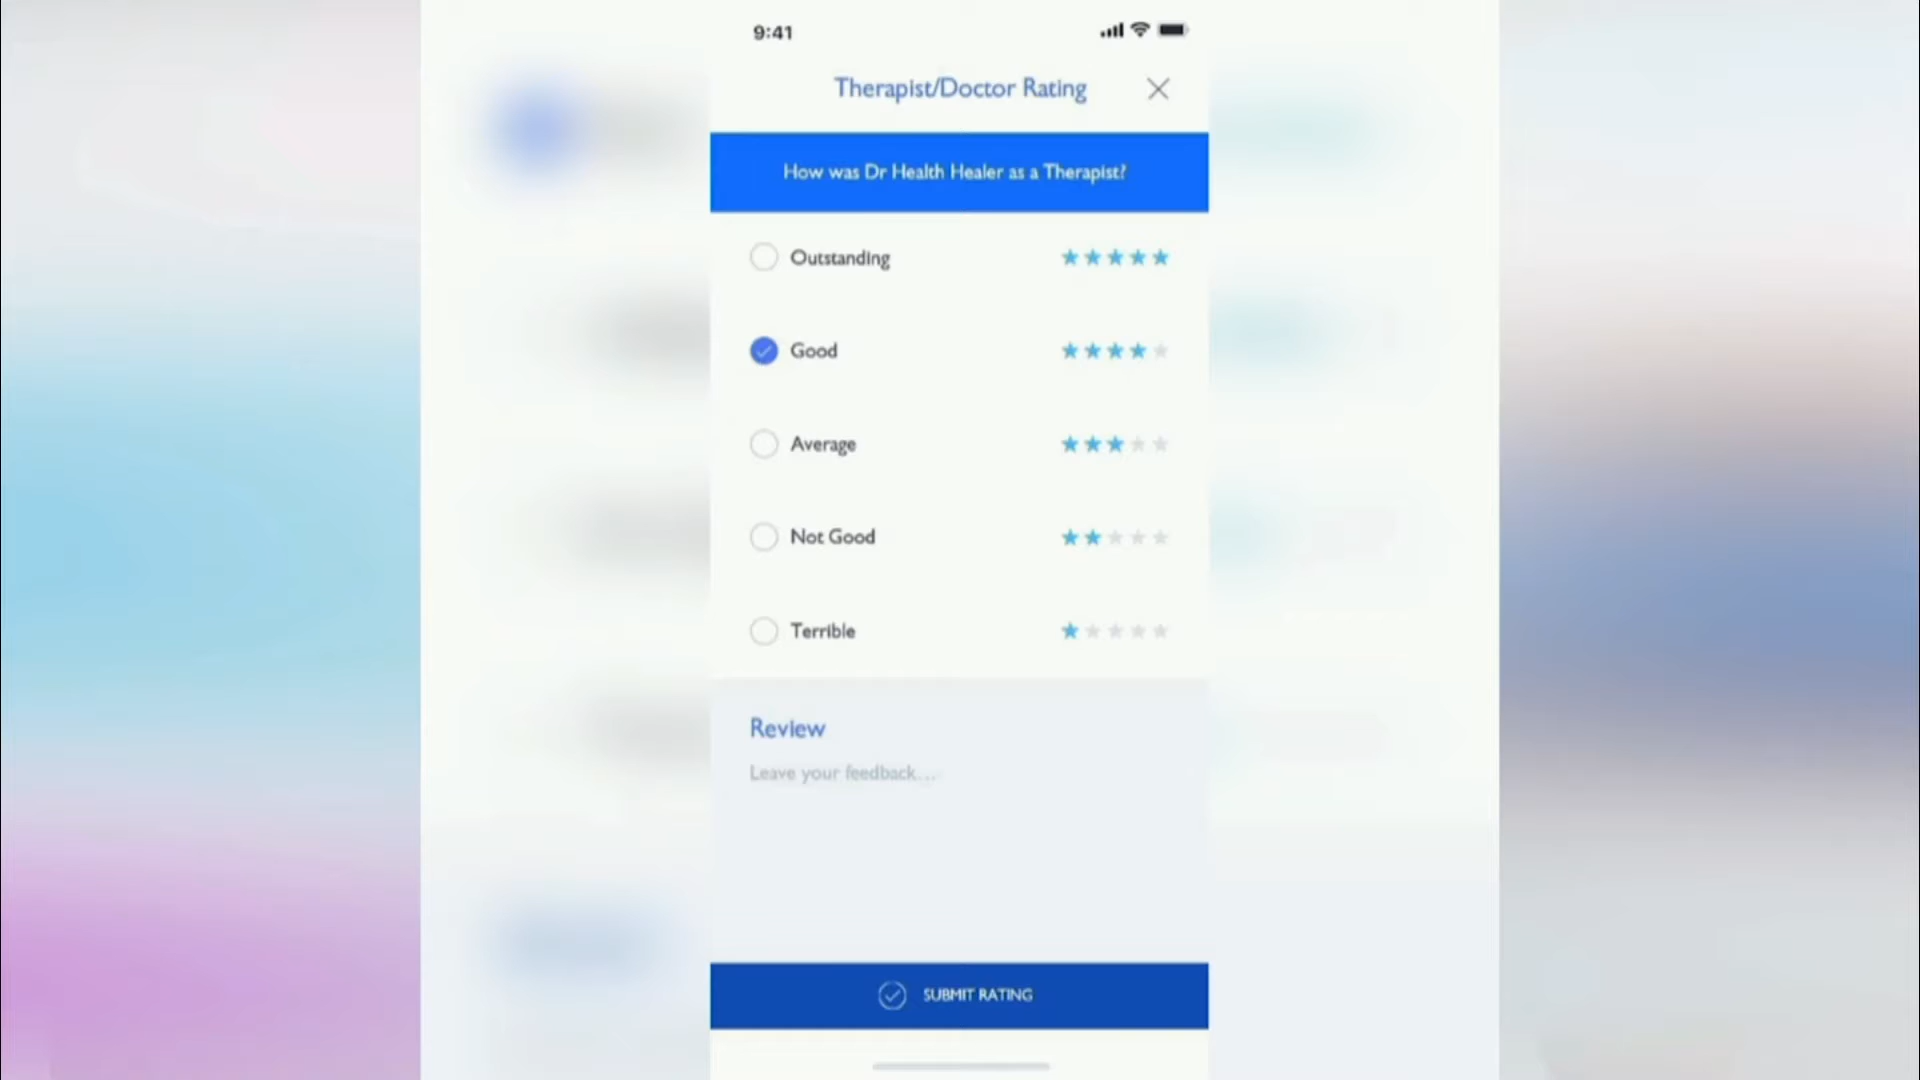 9:41
Therapist/Doctor Rating
How was Dr Health Healer as a Therapist?
Outstanding
Good
Average
Not Good
Terrible
Review
Leave your feedback...
SUBMIT RATING